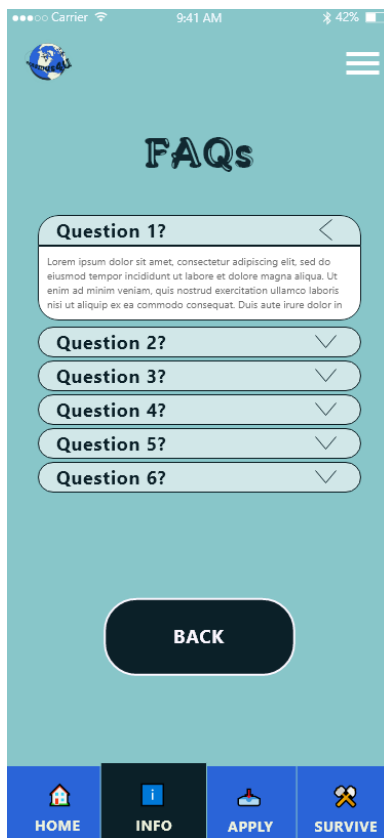 Carrier 9:41 AM 42%
FAQs
Question 1?
Lorem ipsum dolor sit amet, consectetur adipiscing elit, sed do
eiusmod tempor incididunt ut labore et dolore magna aliqua. Ut
enim ad minim veniam, quis nostrud exercitation ullamco laboris
nisi ut aliquip ex ea commodo consequat. Duis aute irure dolor in
Question 2?
Question 3?
Question 4?
Question 5?
Question 6?
BACK
HOME INFO APPLY SURVIVE